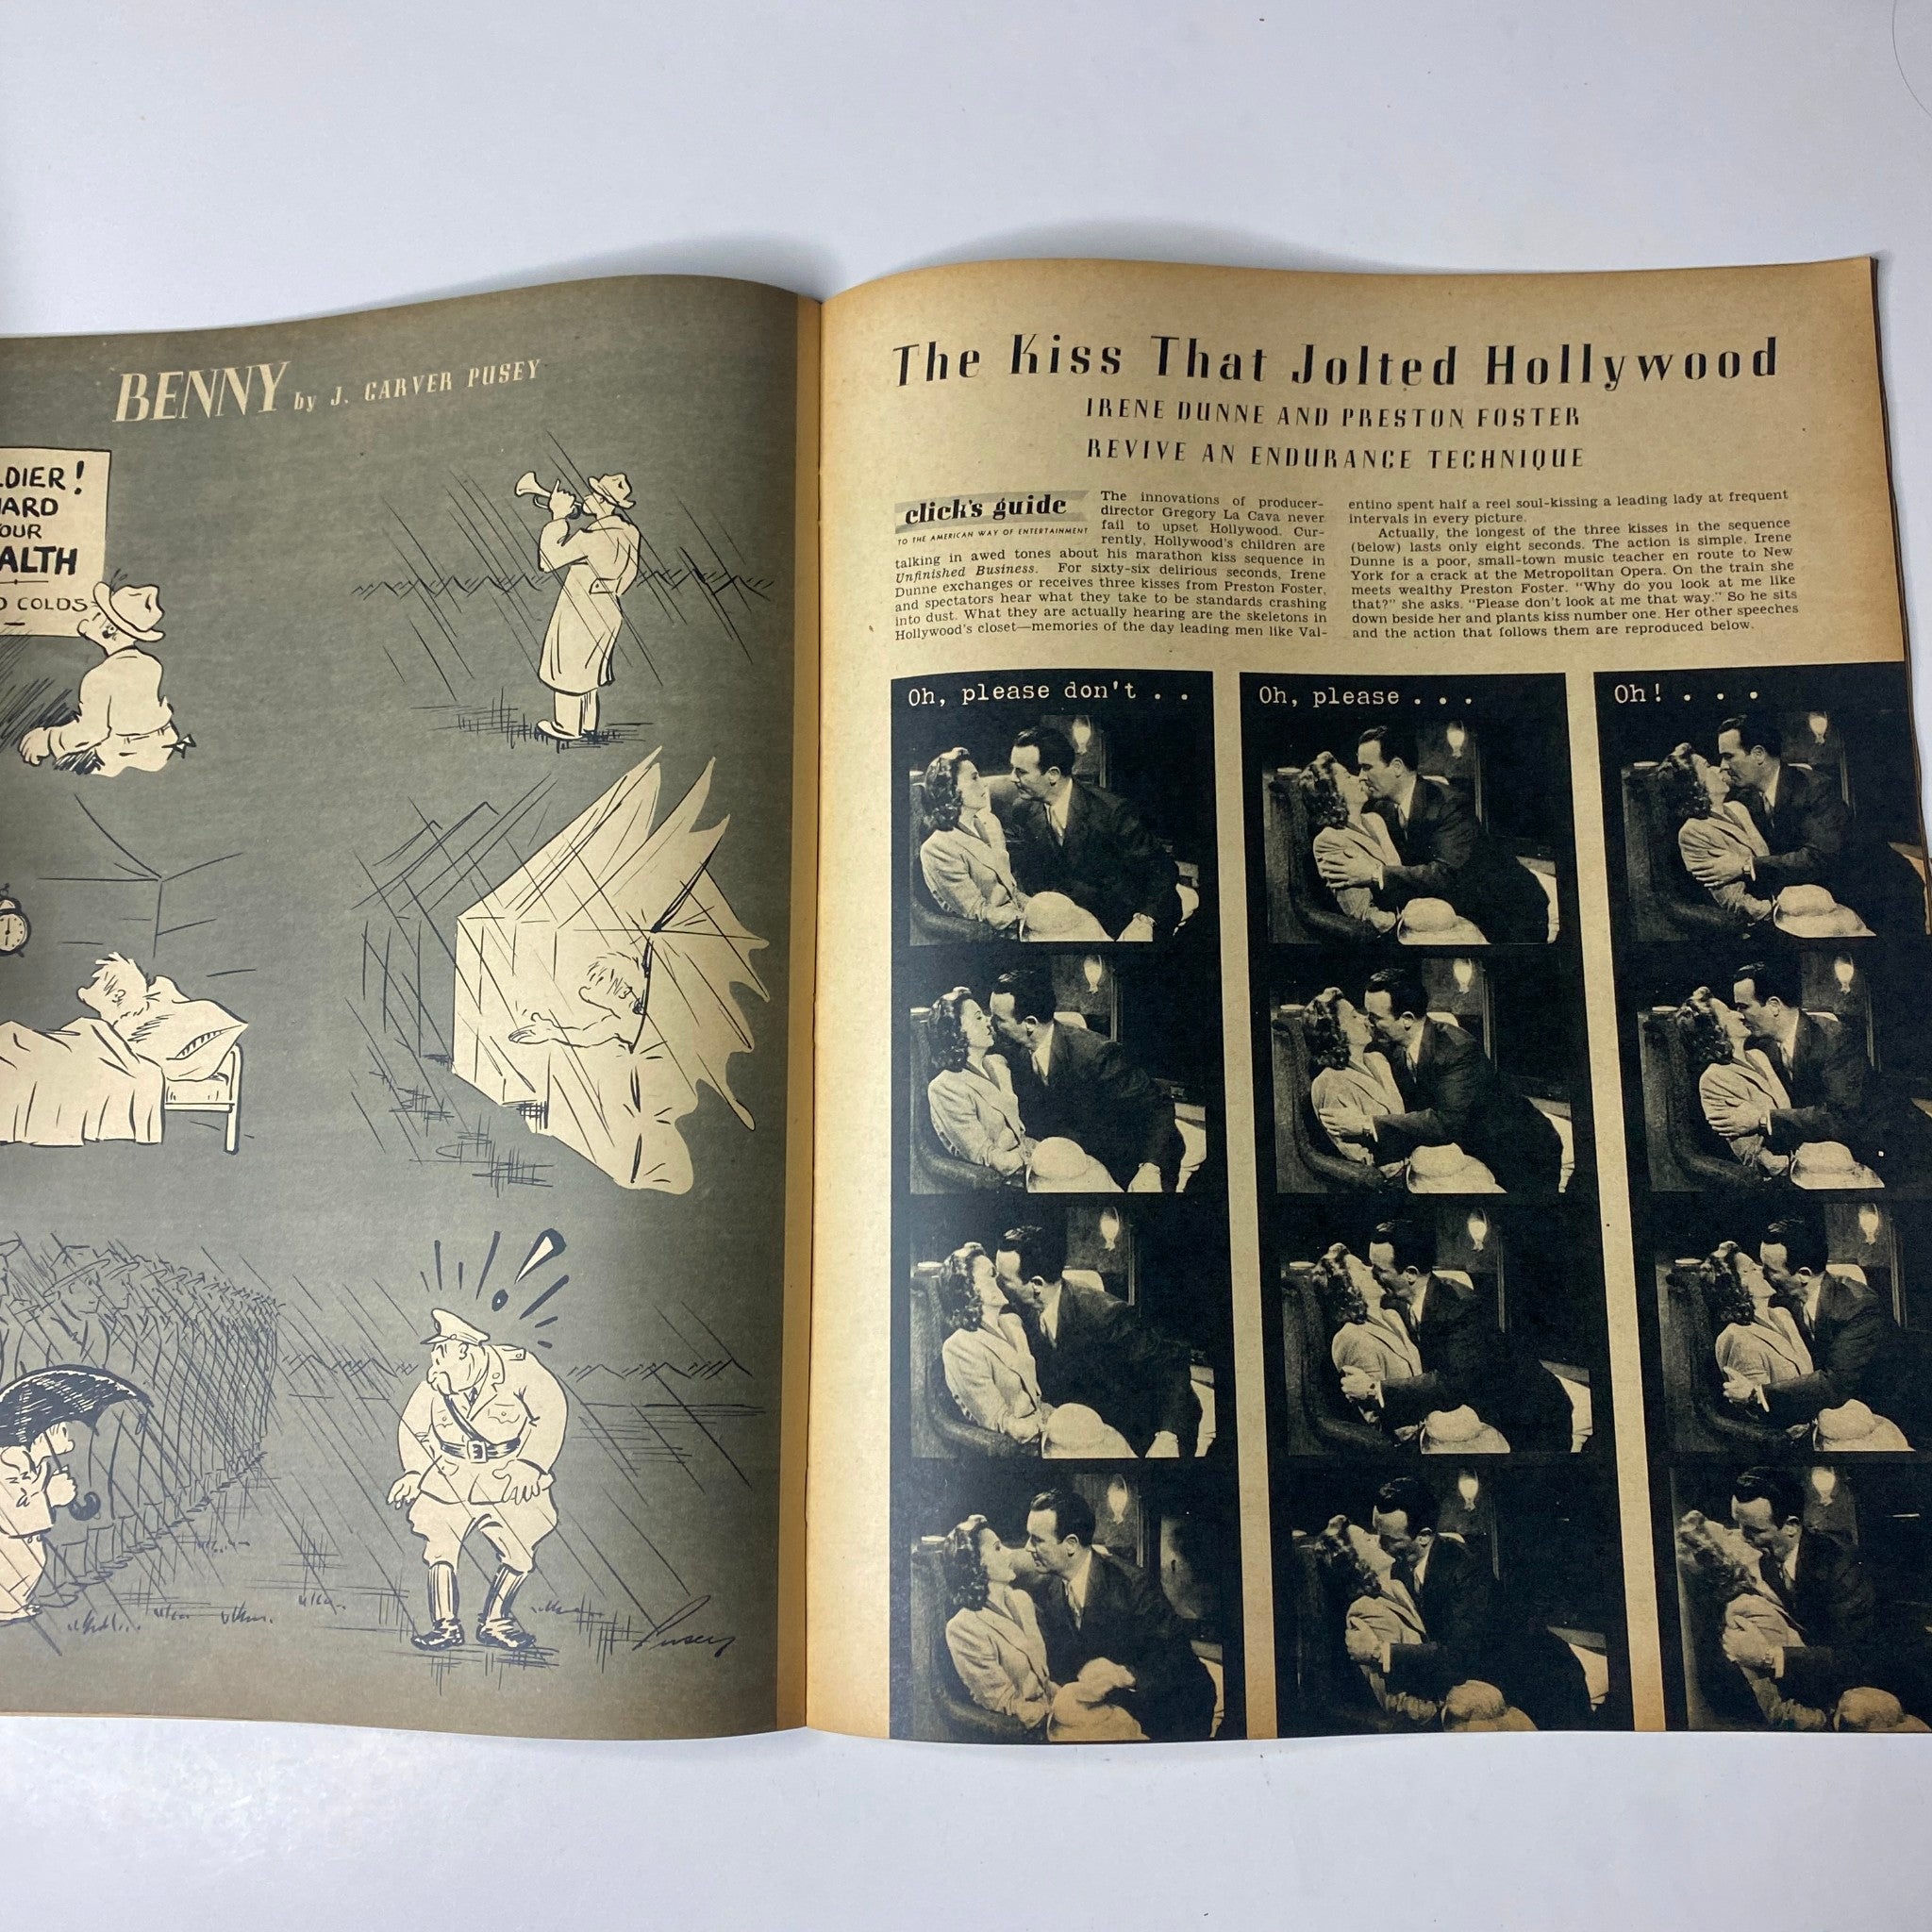 BENNY by J. CARVER PUSEY
LDIER!
ARD
OUR
ALTH
COLDS
Pusey
The Kiss That Jolted Hollywood
IRENE DUNNE AND PRESTON FOSTER
REVIVE AN ENDURANCE TECHNIQUE
click's guide
TO THE AMERICAN WAY OF ENTERTAINMENT
The innovations of producer-
director Gregory La Cava never
fail to upset Hollywood. Cur-
rently, Hollywood's children are
talking in awed tones about his marathon kiss sequence in
Unfinished Business. For sixty-six delirious seconds, Irene
Dunne exchanges or receives three kisses from Preston Foster,
and spectators hear what they take to be standards crashing
into dust. What they are actually hearing are the skeletons in
Hollywood's closet—memories of the day leading men like Val-
entino spent half a reel soul-kissing a leading lady at frequent
intervals in every picture.
Actually, the longest of the three kisses in the sequence
(below) lasts only eight seconds. The action is simple. Irene
Dunne is a poor, small-town music teacher en route to New
York for a crack at the Metropolitan Opera. On the train she
meets wealthy Preston Foster. "Why do you look at me like
that?" she asks. "Please don't look at me that way." So he sits
down beside her and plants kiss number one. Her other speeches
and the action that follows them are reproduced below.
Oh, please don't . .
Oh, please . . .
Oh! . . .